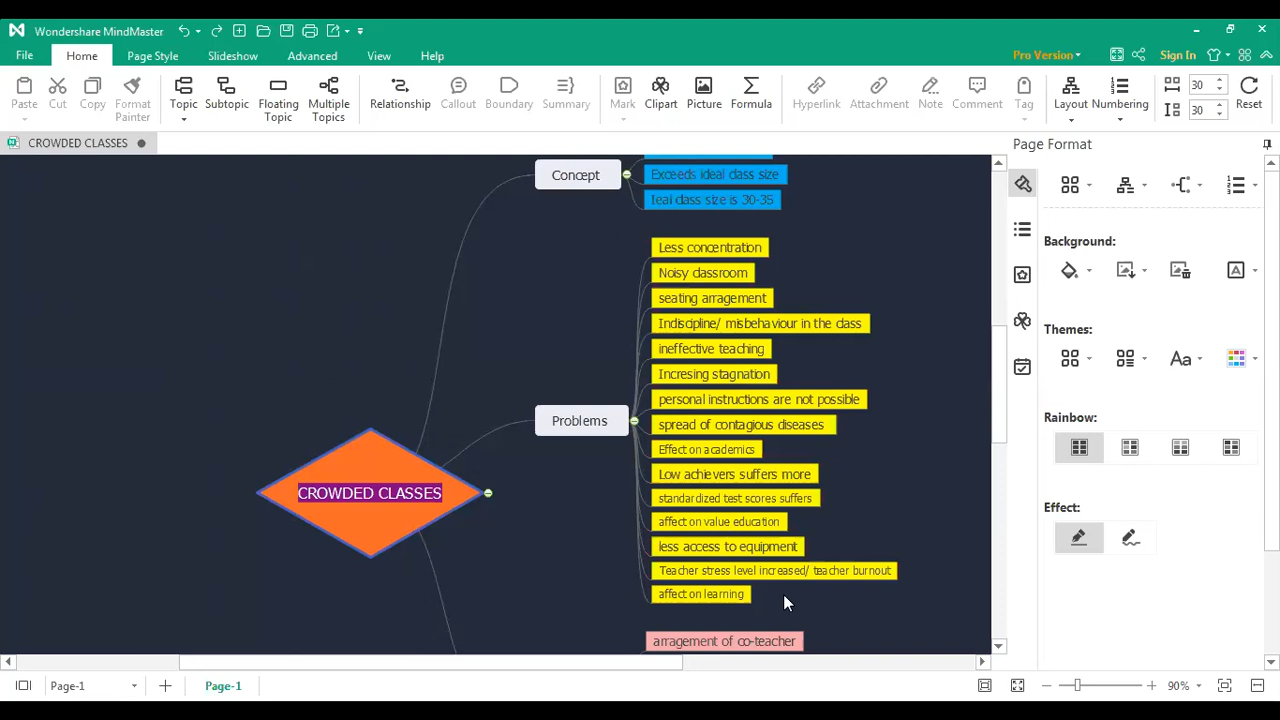 Wondershare MindMaster
File Home Page Style Slideshow Advanced View Help Pro Version Sign In
Paste Cut Copy Format Painter Topic Subtopic Floating Topic Multiple Topics Relationship Callout Boundary Summary Mark Clipart Picture Formula Hyperlink Attachment Note Comment Tag Layout Numbering 30 30 Reset
CROWDED CLASSES
Page Format
Concept
Exceeds ideal class size
Ieal class size is 30-35
Less concentration
Noisy classroom
seating arragement
Indiscipline/ misbehaviour in the class
ineffective teaching
Incresing stagnation
personal instructions are not possible
Problems
spread of contagious diseases
Effect on academics
Low achievers suffers more
CROWDED CLASSES
standardized test scores suffers
affect on value education
less access to equipment
Teacher stress level increased/ teacher burnout
affect on learning
arragement of co-teacher
Background:
Themes:
Aa
Rainbow:
Effect:
Page-1 Page-1 90%